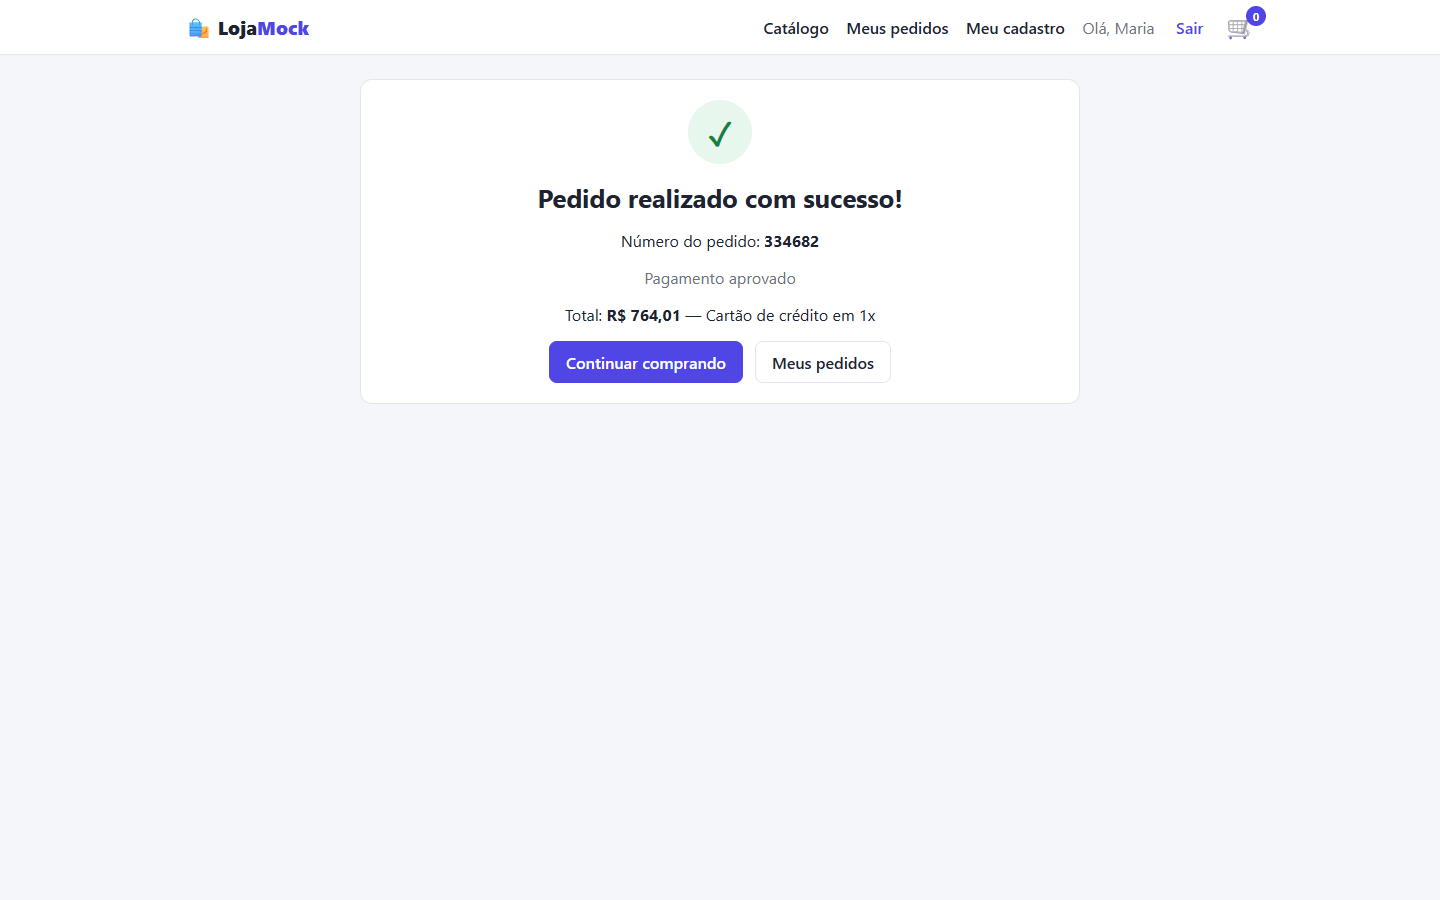 LojaMock
Catálogo Meus pedidos Meu cadastro Olá, Maria Sair 0
Pedido realizado com sucesso!
Número do pedido: 334682
Pagamento aprovado
Total: R$ 764,01 — Cartão de crédito em 1x
Continuar comprando Meus pedidos